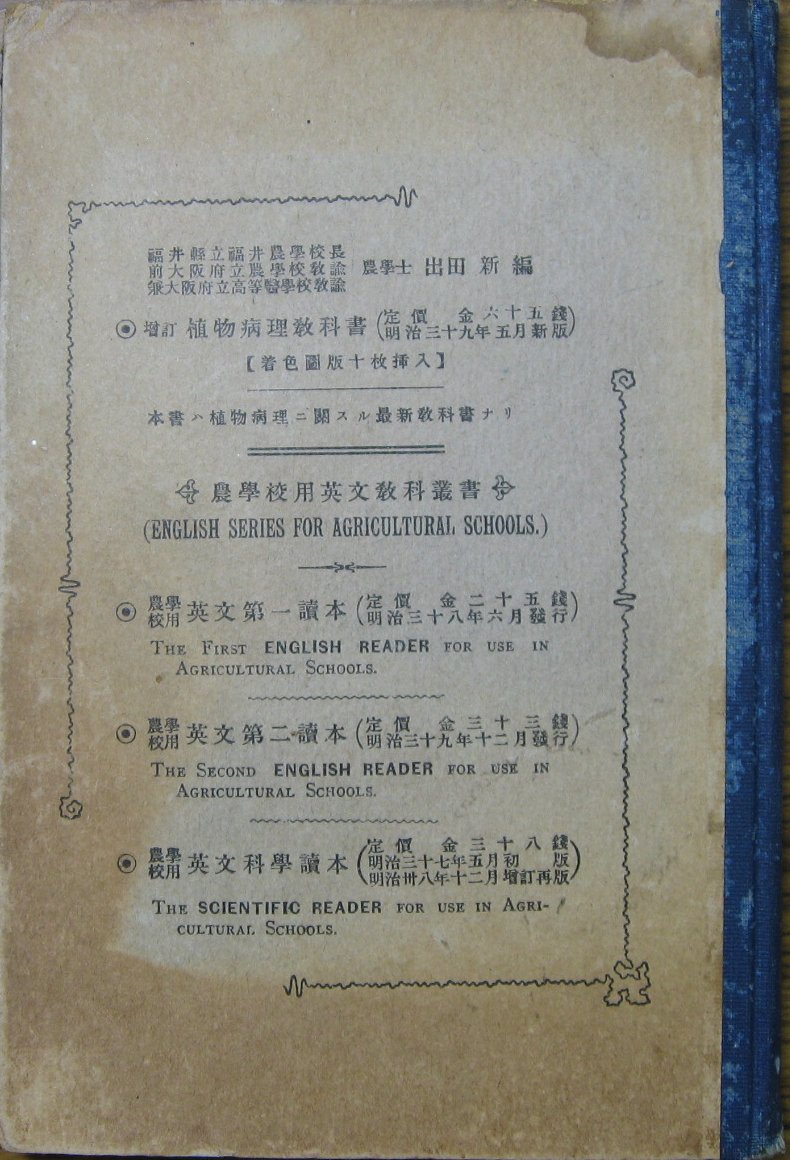 福井縣立福井農學校長
前大阪府立農學校敎諭
兼大阪府立高等醫學校敎諭
農學士 出田 新 編
◉ 增訂 植物病理敎科書 (定價 金六十五錢 明治三十九年五月新版)
【着色圖版十枚挿入】
本書ハ植物病理ニ關スル最新敎科書ナリ
農學校用英文敎科叢書
(ENGLISH SERIES FOR AGRICULTURAL SCHOOLS.)
◉ 農學校用 英文第一讀本 (定價 金二十五錢 明治三十八年六月發行)
THE FIRST ENGLISH READER FOR USE IN
AGRICULTURAL SCHOOLS.
◉ 農學校用 英文第二讀本 (定價 金三十三錢 明治三十九年十二月發行)
THE SECOND ENGLISH READER FOR USE IN
AGRICULTURAL SCHOOLS.
◉ 農學校用 英文科學讀本 (定價 金三十八錢 明治三十七年五月初版 明治卅八年十二月增訂再版)
THE SCIENTIFIC READER FOR USE IN AGRI-
CULTURAL SCHOOLS.